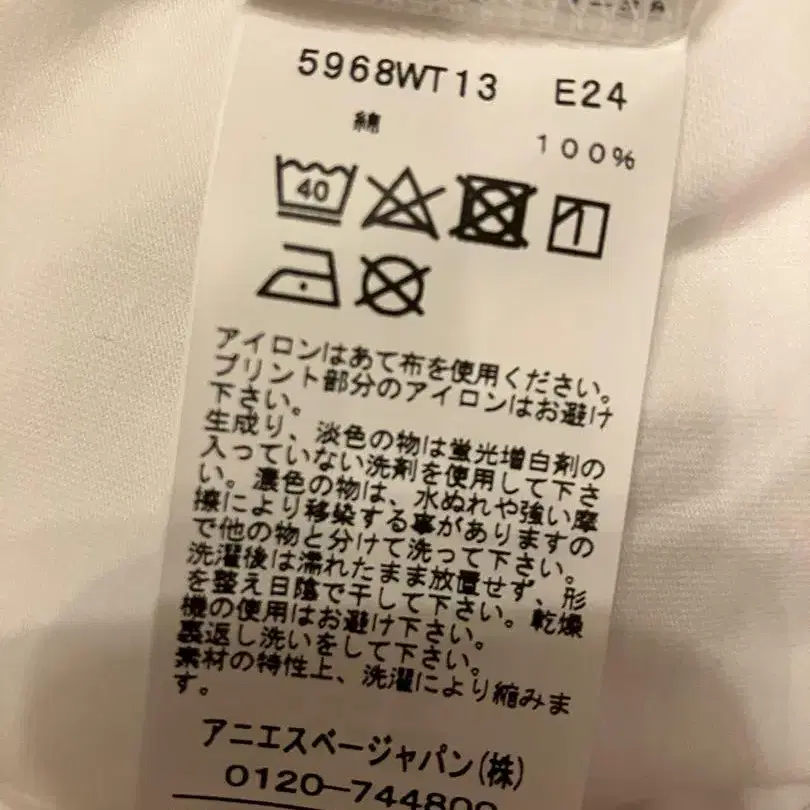 5968WT13 E24
綿 100%
40
アイロンはあて布を使用ください。
プリント部分のアイロンはお避け
下さい。
生成り、淡色の物は蛍光増白剤の
入っていない洗剤を使用して下さ
い。濃色の物は、水ぬれや強い摩
擦により移染する事がありますの
で他の物と分けて洗って下さい。
洗濯後は濡れたまま放置せず、形
を整え日陰で干して下さい。乾燥
機の使用はお避け下さい。
裏返し洗いをして下さい。
素材の特性上、洗濯により縮みま
す。
アニエスベージャパン(株)
0120-744800